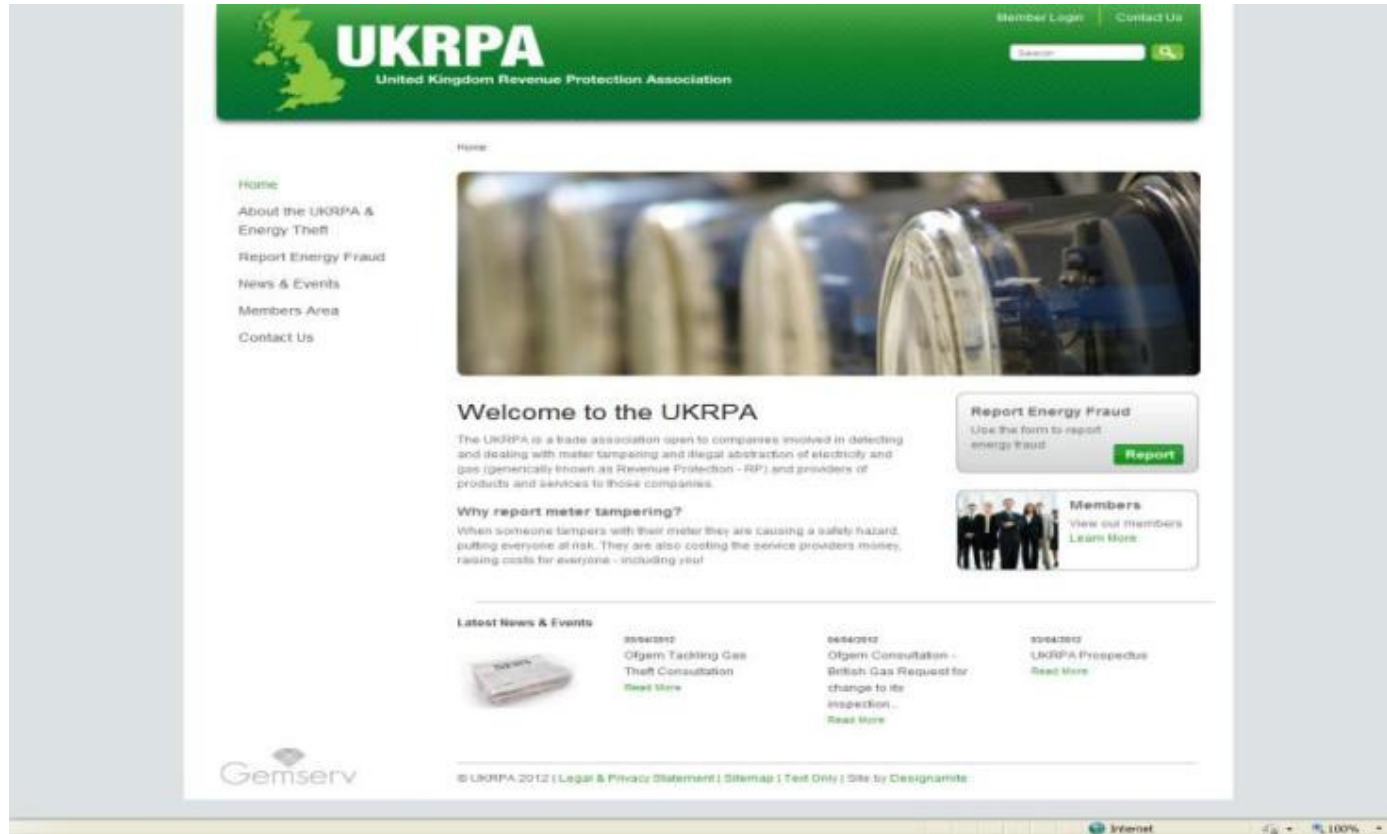 Member Login Contact Us
UKRPA
Search
United Kingdom Revenue Protection Association
Home
Home
About the UKRPA &
Energy Theft
Report Energy Fraud
News & Events
Members Area
Contact Us
Welcome to the UKRPA
The UKRPA is a trade association open to companies involved in detecting
and dealing with meter tampering and illegal abstraction of electricity and
gas (generically known as Revenue Protection - RP) and providers of
products and services to those companies.
Why report meter tampering?
When someone tampers with their meter they are causing a safety hazard,
putting everyone at risk. They are also costing the service providers money,
raising costs for everyone - including you!
Report Energy Fraud
Use the form to report
energy fraud
Report
Members
View our members
Learn More
Latest News & Events
NEWS
Ofgem Tackling Gas
Theft Consultation
Read More
04/04/2012
Ofgem Consultation -
British Gas Request for
change to its
inspection...
Read More
03/04/2012
UKRPA Prospectus
Read More
Gemserv
© UKRPA 2012 | Legal & Privacy Statement | Sitemap | Text Only | Site by Designamite
Internet
100%